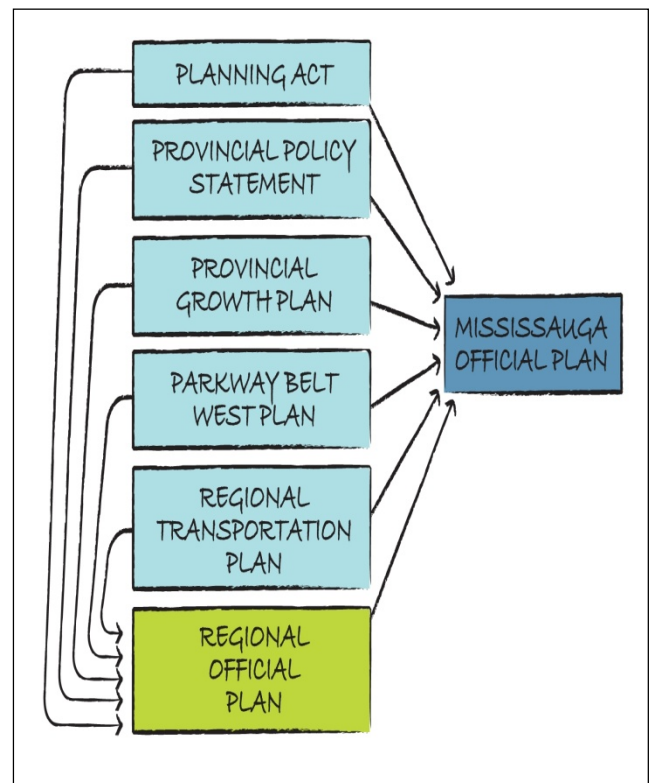 PLANNING ACT
PROVINCIAL POLICY
STATEMENT
PROVINCIAL
GROWTH PLAN
PARKWAY BELT
WEST PLAN
REGIONAL
TRANSPORTATION
PLAN
REGIONAL
OFFICIAL
PLAN
MISSISSAUGA
OFFICIAL PLAN